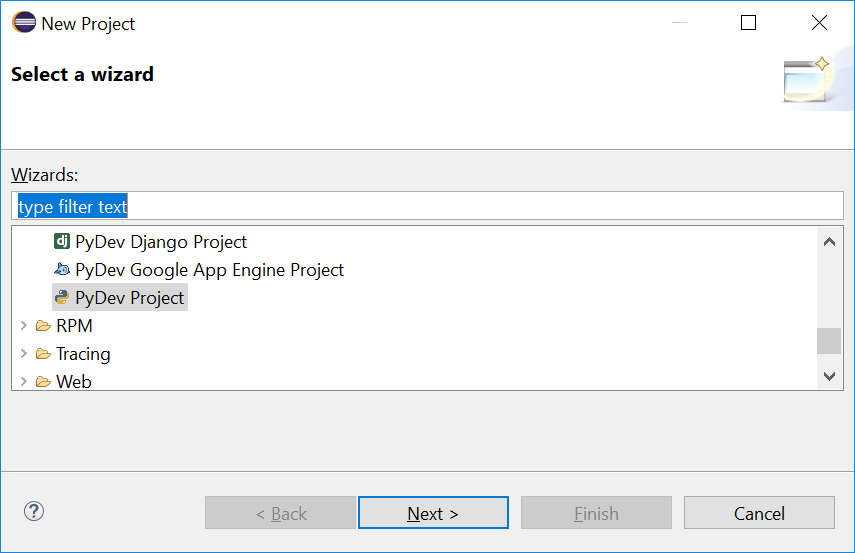 New Project
Select a wizard
Wizards:
type filter text
dj PyDev Django Project
PyDev Google App Engine Project
PyDev Project
RPM
Tracing
Web
?
< Back
Next >
Finish
Cancel